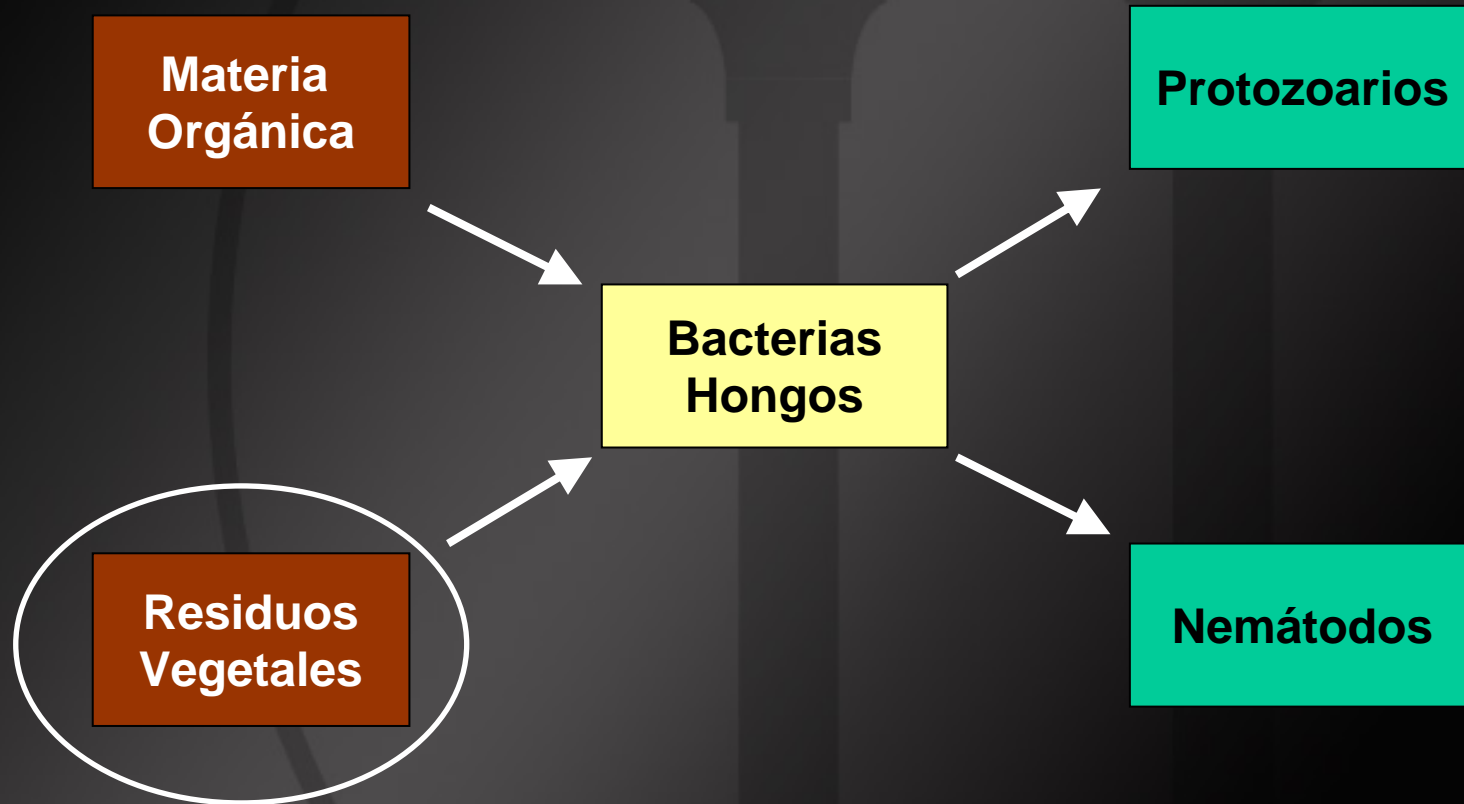 Materia
Orgánica
Protozoarios
Bacterias
Hongos
Residuos
Vegetales
Nemátodos